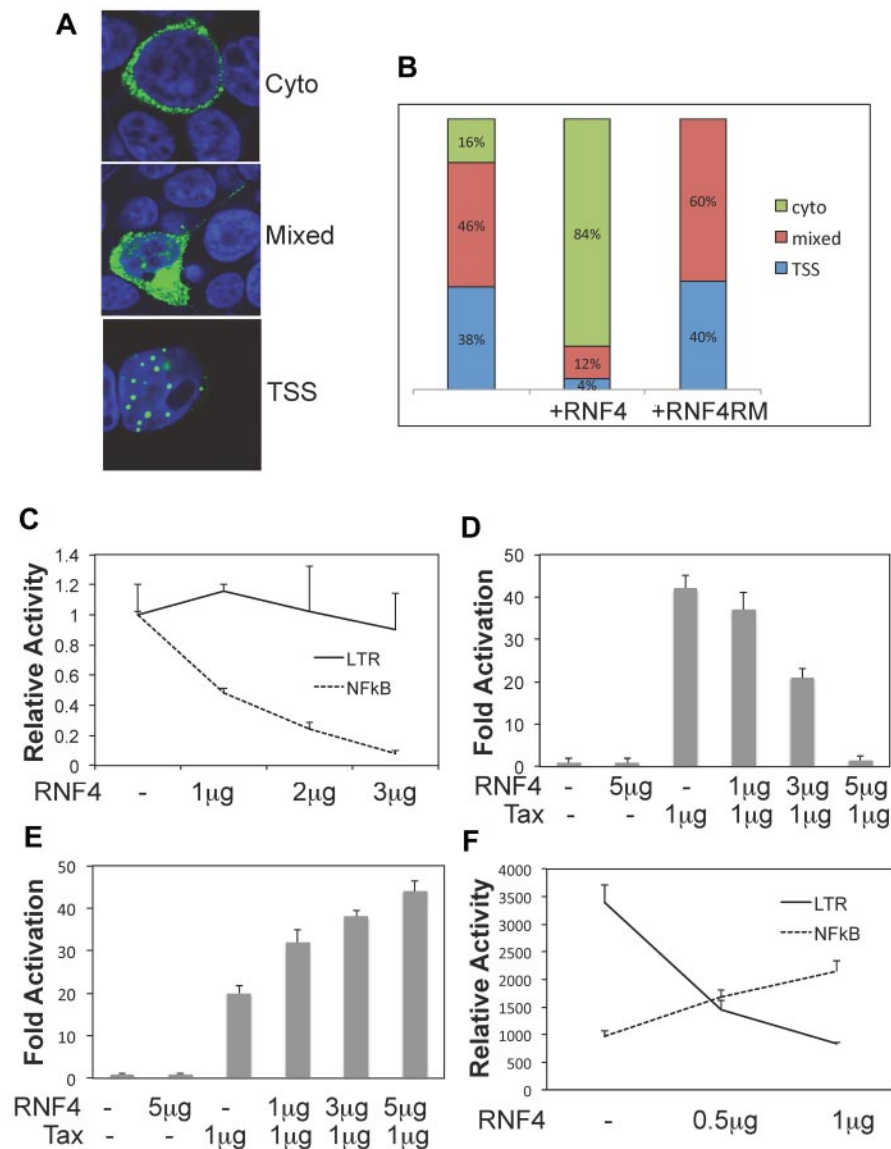 A
Cyto
Mixed
TSS
B
16%
46%
38%
84%
12%
4%
60%
40%
cyto
mixed
TSS
+RNF4 +RNF4RM
C
Relative Activity
1.4
1.2
1
0.8
0.6
0.4
0.2
0
LTR
NFkB
RNF4 - 1μg 2μg 3μg
D
Fold Activation
50
40
30
20
10
0
RNF4 - 5μg - 1μg 3μg 5μg
Tax - - 1μg 1μg 1μg 1μg
E
Fold Activation
50
40
30
20
10
0
RNF4 - 5μg - 1μg 3μg 5μg
Tax - - 1μg 1μg 1μg 1μg
F
Relative Activity
4000
3500
3000
2500
2000
1500
1000
500
0
LTR
NFkB
RNF4 - 0.5μg 1μg